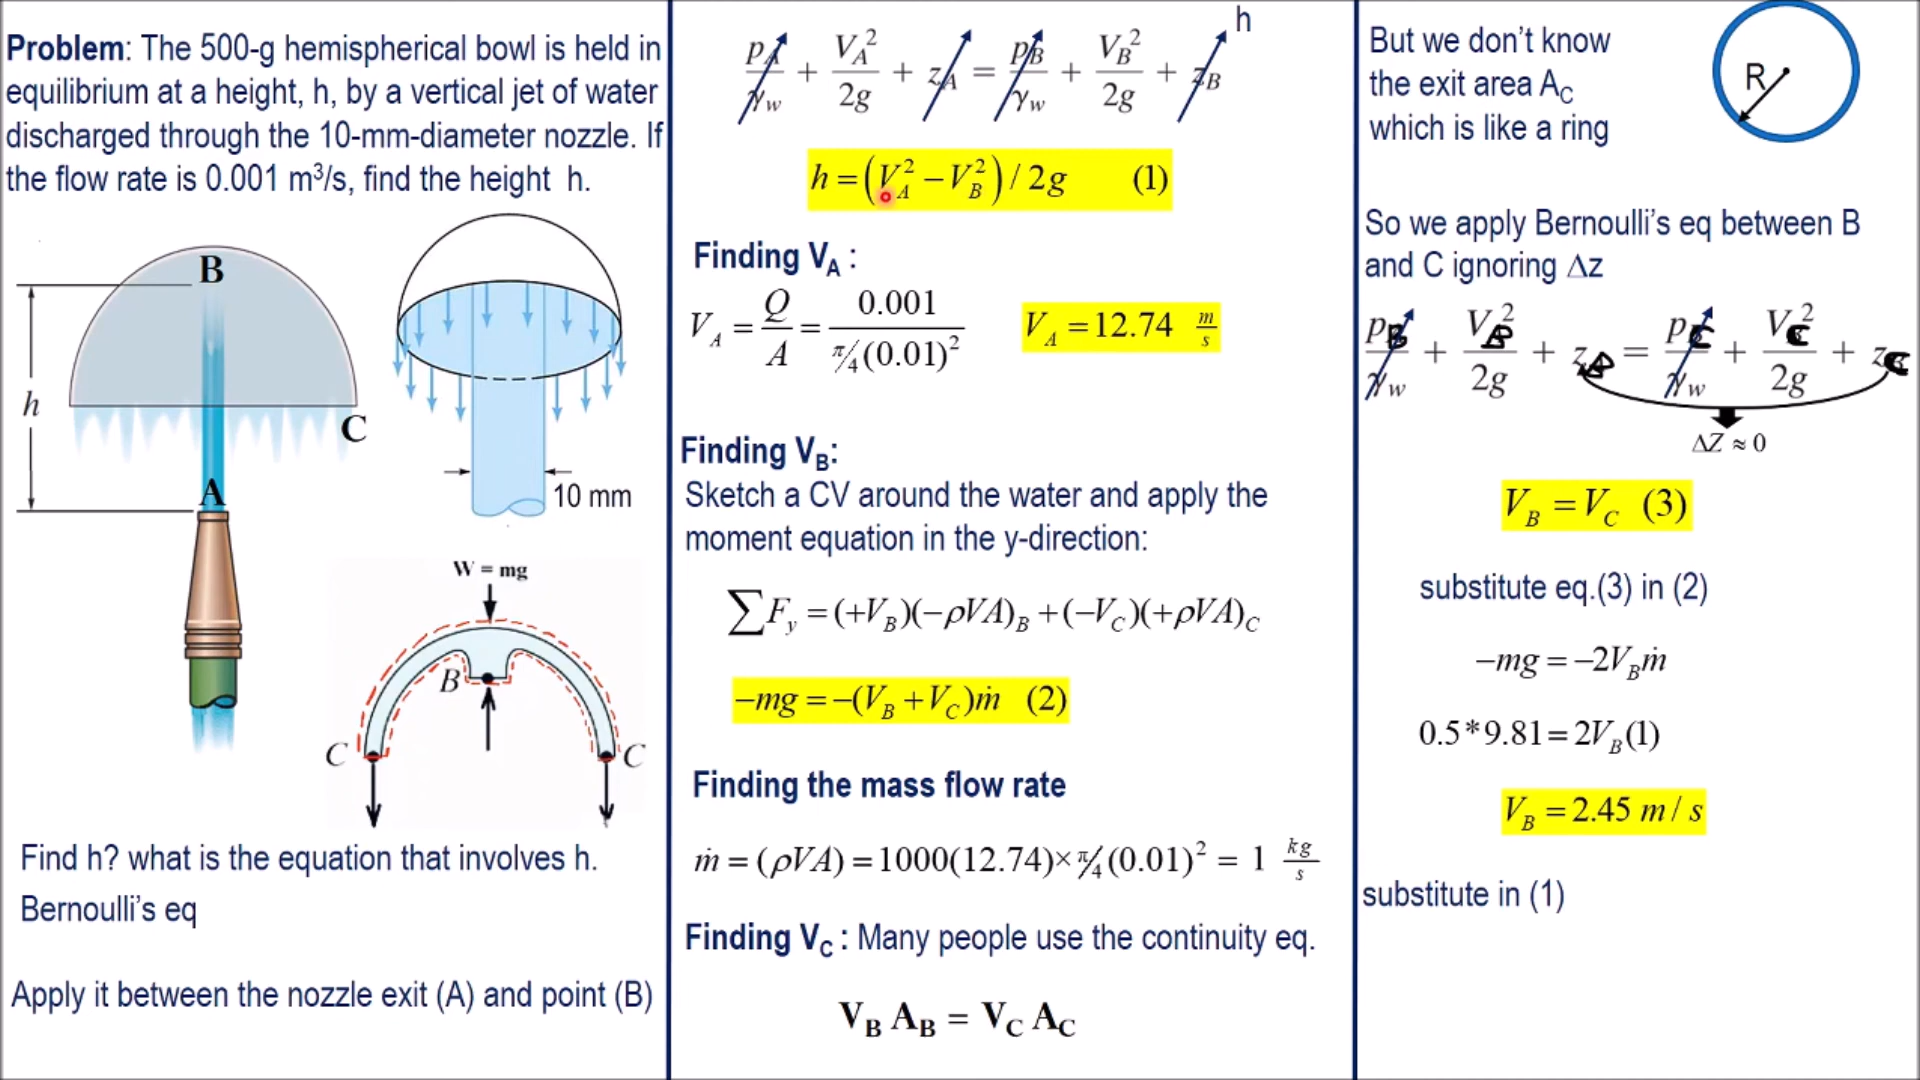 Problem: The 500-g hemispherical bowl is held in
equilibrium at a height, h, by a vertical jet of water
discharged through the 10-mm-diameter nozzle. If
the flow rate is 0.001 m³/s, find the height h.
B
h
C
A
10 mm
W = mg
B
C
C
Find h? what is the equation that involves h.
Bernoulli's eq
Apply it between the nozzle exit (A) and point (B)
h
p_A/γ_w + V_A²/2g + z_A = p_B/γ_w + V_B²/2g + z_B
h = (V_A² − V_B²) / 2g (1)
Finding V_A :
V_A = Q/A = 0.001/(π/4(0.01)²) V_A = 12.74 m/s
Finding V_B:
Sketch a CV around the water and apply the
moment equation in the y-direction:
∑F_y = (+V_B)(−ρVA)_B + (−V_C)(+ρVA)_C
−mg = −(V_B + V_C)ṁ (2)
Finding the mass flow rate
ṁ = (ρVA) = 1000(12.74)×π/4(0.01)² = 1 kg/s
Finding V_C : Many people use the continuity eq.
V_B A_B = V_C A_C
But we don't know
the exit area A_C
which is like a ring
R
So we apply Bernoulli's eq between B
and C ignoring Δz
p_B/γ_w + V_B²/2g + z_B = p_C/γ_w + V_C²/2g + z_C
ΔZ ≈ 0
V_B = V_C (3)
substitute eq.(3) in (2)
−mg = −2V_Bṁ
0.5*9.81 = 2V_B(1)
V_B = 2.45 m / s
substitute in (1)